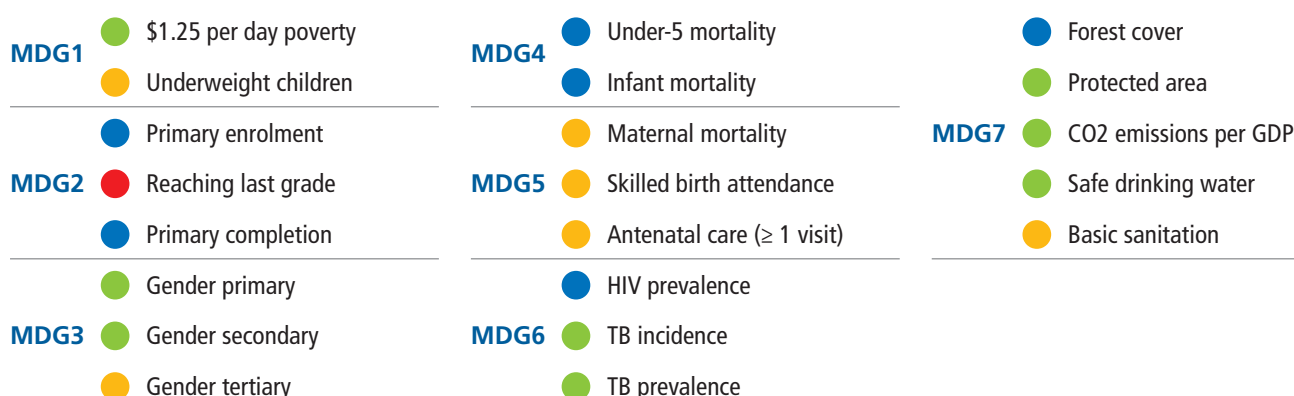 MDG1
$1.25 per day poverty
Underweight children
MDG2
Primary enrolment
Reaching last grade
Primary completion
MDG3
Gender primary
Gender secondary
Gender tertiary
MDG4
Under-5 mortality
Infant mortality
MDG5
Maternal mortality
Skilled birth attendance
Antenatal care (≥ 1 visit)
MDG6
HIV prevalence
TB incidence
TB prevalence
MDG7
Forest cover
Protected area
CO2 emissions per GDP
Safe drinking water
Basic sanitation